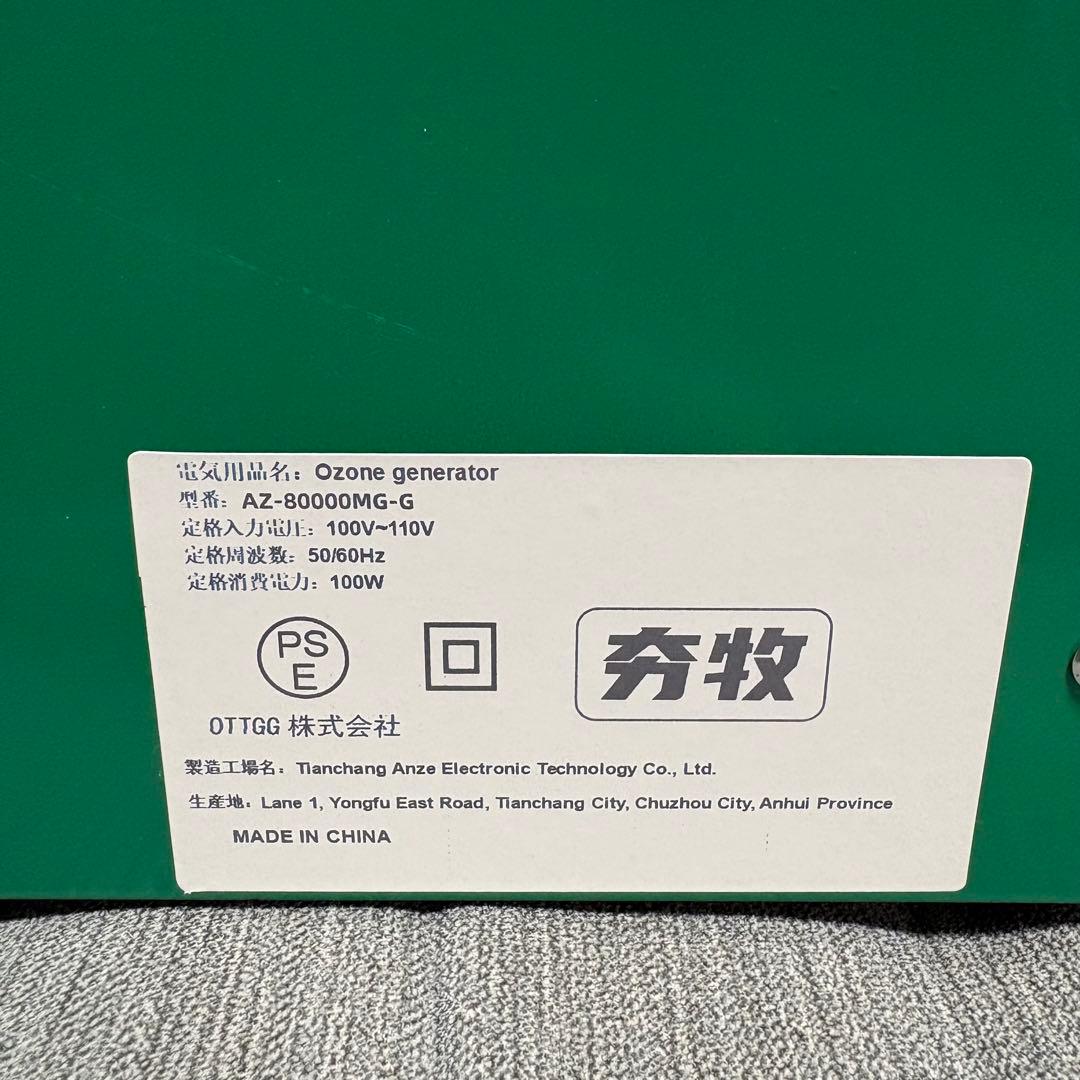 電気用品名: Ozone generator
型番: AZ-80000MG-G
定格入力電圧: 100V~110V
定格周波数: 50/60Hz
定格消費電力: 100W
PS
E
夯牧
OTTGG 株式会社
製造工場名: Tianchang Anze Electronic Technology Co., Ltd.
生産地: Lane 1, Yongfu East Road, Tianchang City, Chuzhou City, Anhui Province
MADE IN CHINA